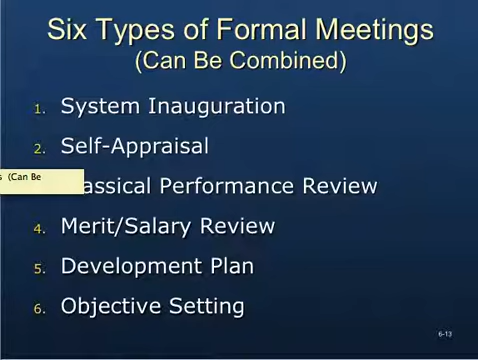 Six Types of Formal Meetings
(Can Be Combined)
1. System Inauguration
2. Self-Appraisal
s (Can Be
assical Performance Review
4. Merit/Salary Review
5. Development Plan
6. Objective Setting
6-13